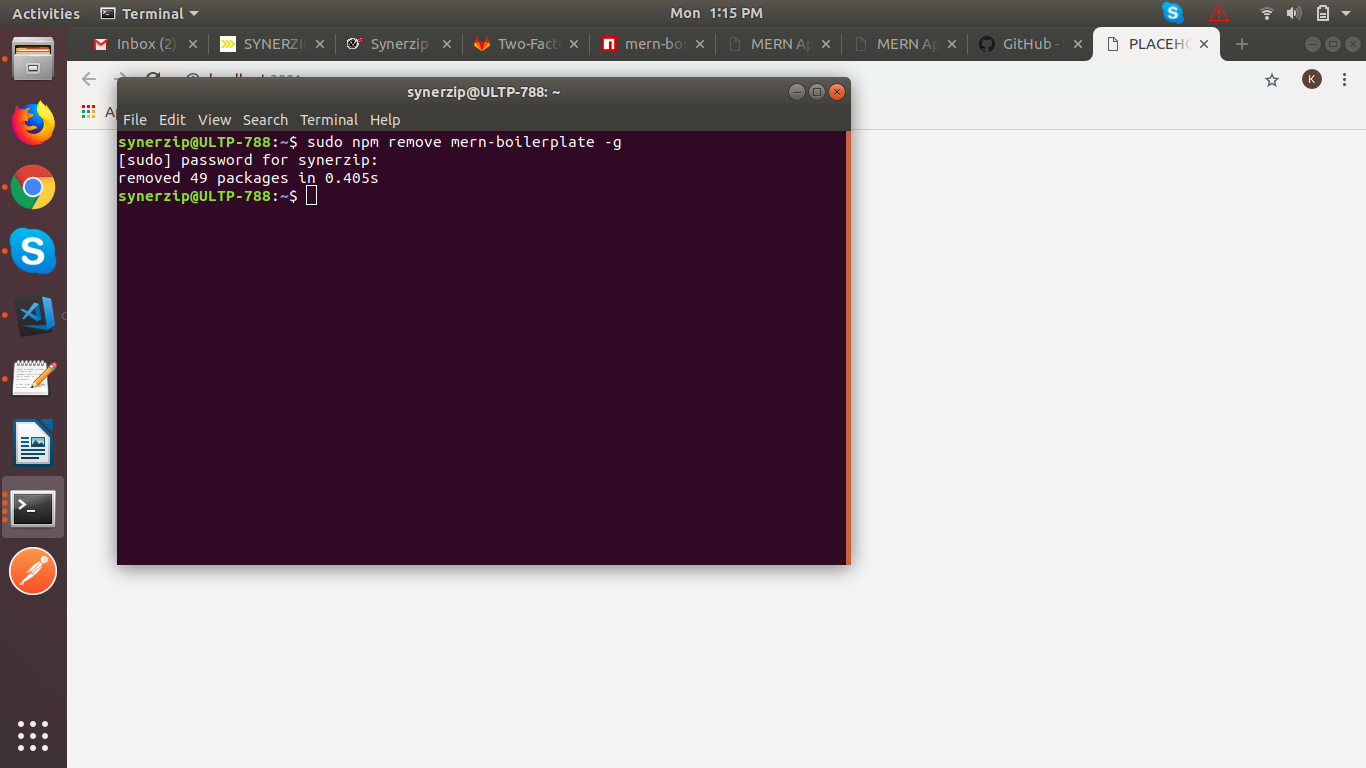 Activities Terminal Mon 1:15 PM
Inbox (2) SYNERZI Synerzip Two-Fact mern-boi MERN Ap MERN Ap GitHub - PLACEHO K
synerzip@ULTP-788: ~
File Edit View Search Terminal Help
synerzip@ULTP-788:~$ sudo npm remove mern-boilerplate -g
[sudo] password for synerzip:
removed 49 packages in 0.405s
synerzip@ULTP-788:~$